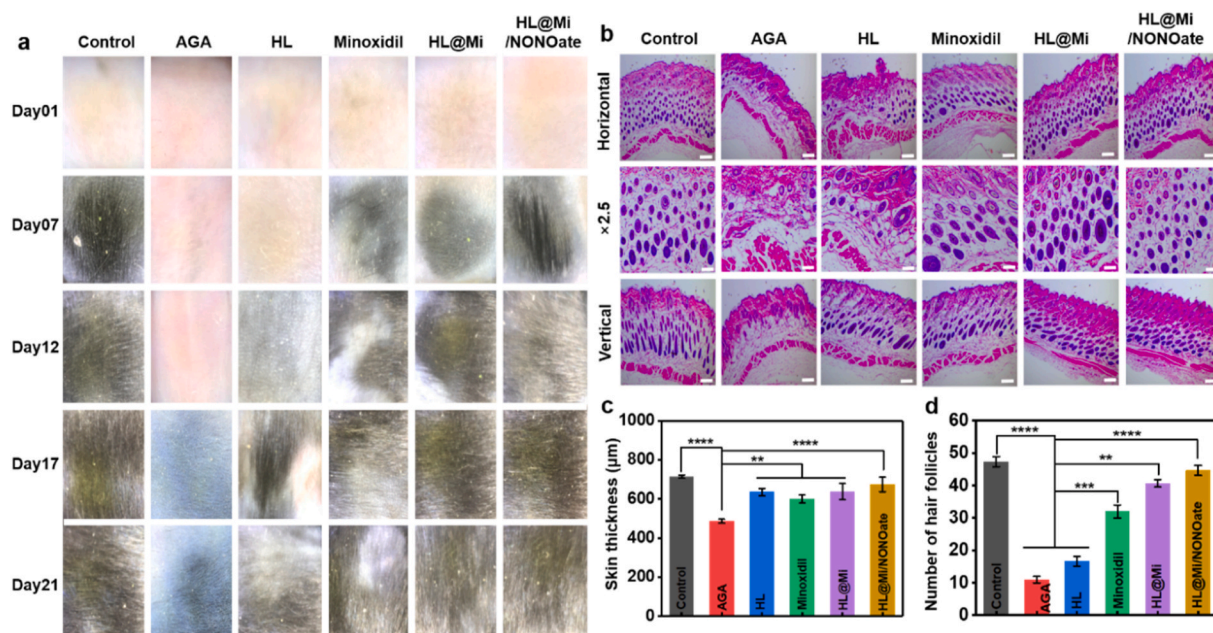 a
Control
AGA
HL
Minoxidil
HL@Mi
HL@Mi
/NONOate
Day01
Day07
Day12
Day17
Day21
b
Control
AGA
HL
Minoxidil
HL@Mi
HL@Mi
/NONOate
Horizontal
×2.5
Vertical
c
Skin thickness (μm)
1000
800
600
400
200
0
****
**
****
Control
AGA
HL
Minoxidil
HL@Mi
HL@Mi/NONOate
d
Number of hair follicles
60
50
40
30
20
10
0
****
***
**
****
Control
AGA
HL
Minoxidil
HL@Mi
HL@Mi/NONOate